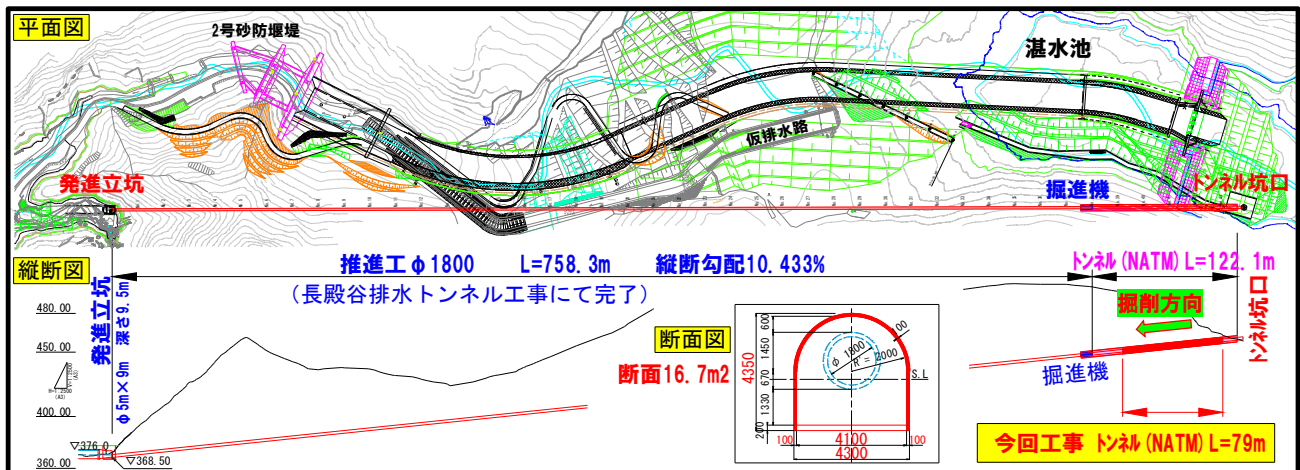 平面図
2号砂防堰堤
湛水池
仮排水路
発進立坑
掘進機
トンネル坑口
縦断図
推進工φ1800 L=758.3m 縦断勾配10.433%
(長殿谷排水トンネル工事にて完了)
トンネル(NATM) L=122.1m
発進立坑
φ5m×9m 深さ9.5m
480.00
450.00
400.00
360.00
▽376.0
▽368.50
断面図
断面16.7m2
4350
600
1450
670
1330
200
φ1800
R=2000
100
S.L
100
4100
100
4300
掘削方向
トンネル坑口
掘進機
今回工事 トンネル(NATM) L=79m